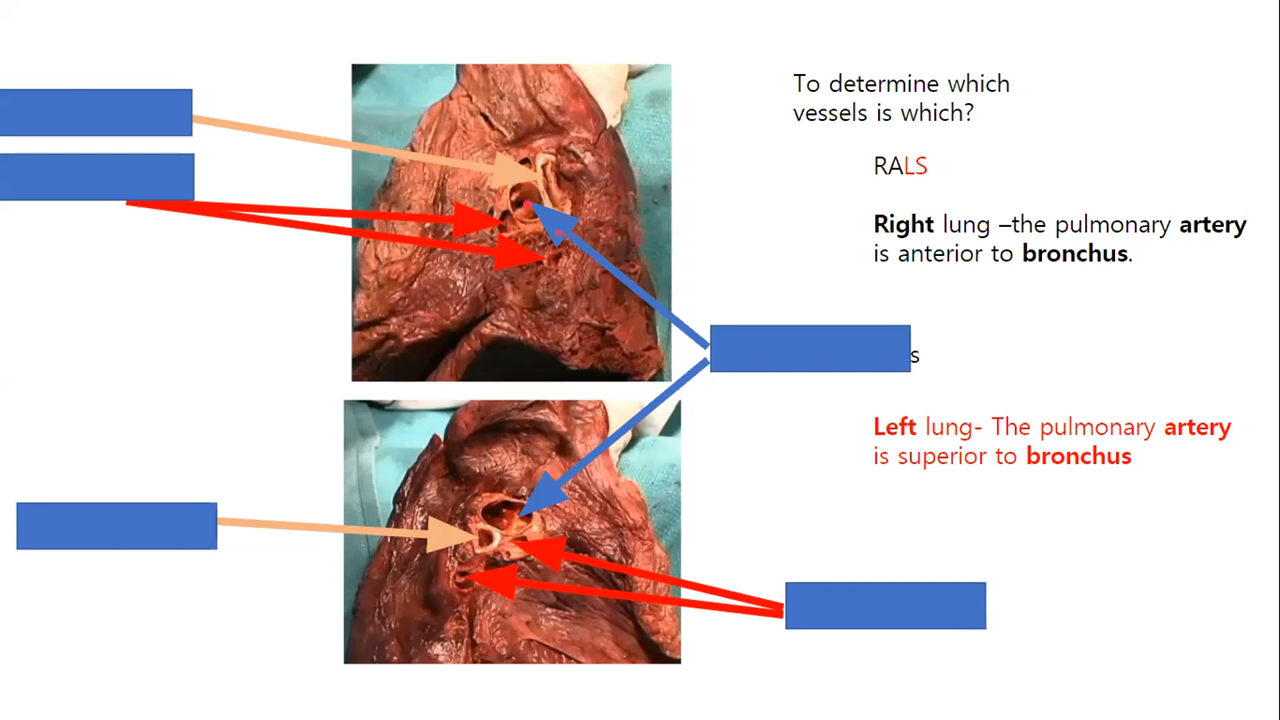 To determine which
vessels is which?
RALS
Right lung –the pulmonary artery
is anterior to bronchus.
s
Left lung- The pulmonary artery
is superior to bronchus